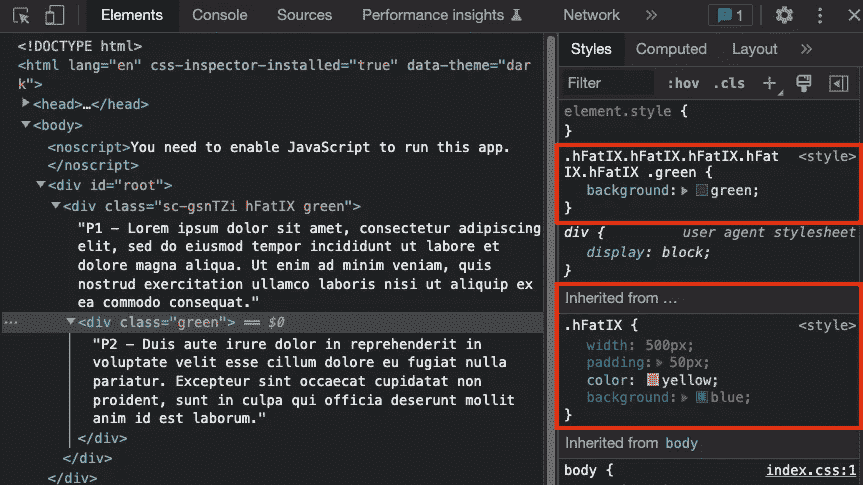 Elements Console Sources Performance insights Network » 1
<!DOCTYPE html>
<html lang="en" css-inspector-installed="true" data-theme="dar
k">
<head>…</head>
<body>
<noscript>You need to enable JavaScript to run this app.
</noscript>
<div id="root">
<div class="sc-gsnTZi hFatIX green">
"P1 – Lorem ipsum dolor sit amet, consectetur adipiscing
elit, sed do eiusmod tempor incididunt ut labore et
dolore magna aliqua. Ut enim ad minim veniam, quis
nostrud exercitation ullamco laboris nisi ut aliquip ex
ea commodo consequat."
… <div class="green"> == $0
"P2 – Duis aute irure dolor in reprehenderit in
voluptate velit esse cillum dolore eu fugiat nulla
pariatur. Excepteur sint occaecat cupidatat non
proident, sunt in culpa qui officia deserunt mollit
anim id est laborum."
</div>
</div>
</div>
Styles Computed Layout »
Filter :hov .cls +
element.style {
}
.hFatIX.hFatIX.hFatIX.hFat <style>
IX.hFatIX .green {
background: green;
}
div { user agent stylesheet
display: block;
}
Inherited from …
.hFatIX { <style>
width: 500px;
padding: 50px;
color: yellow;
background: blue;
}
Inherited from body
body { index.css:1